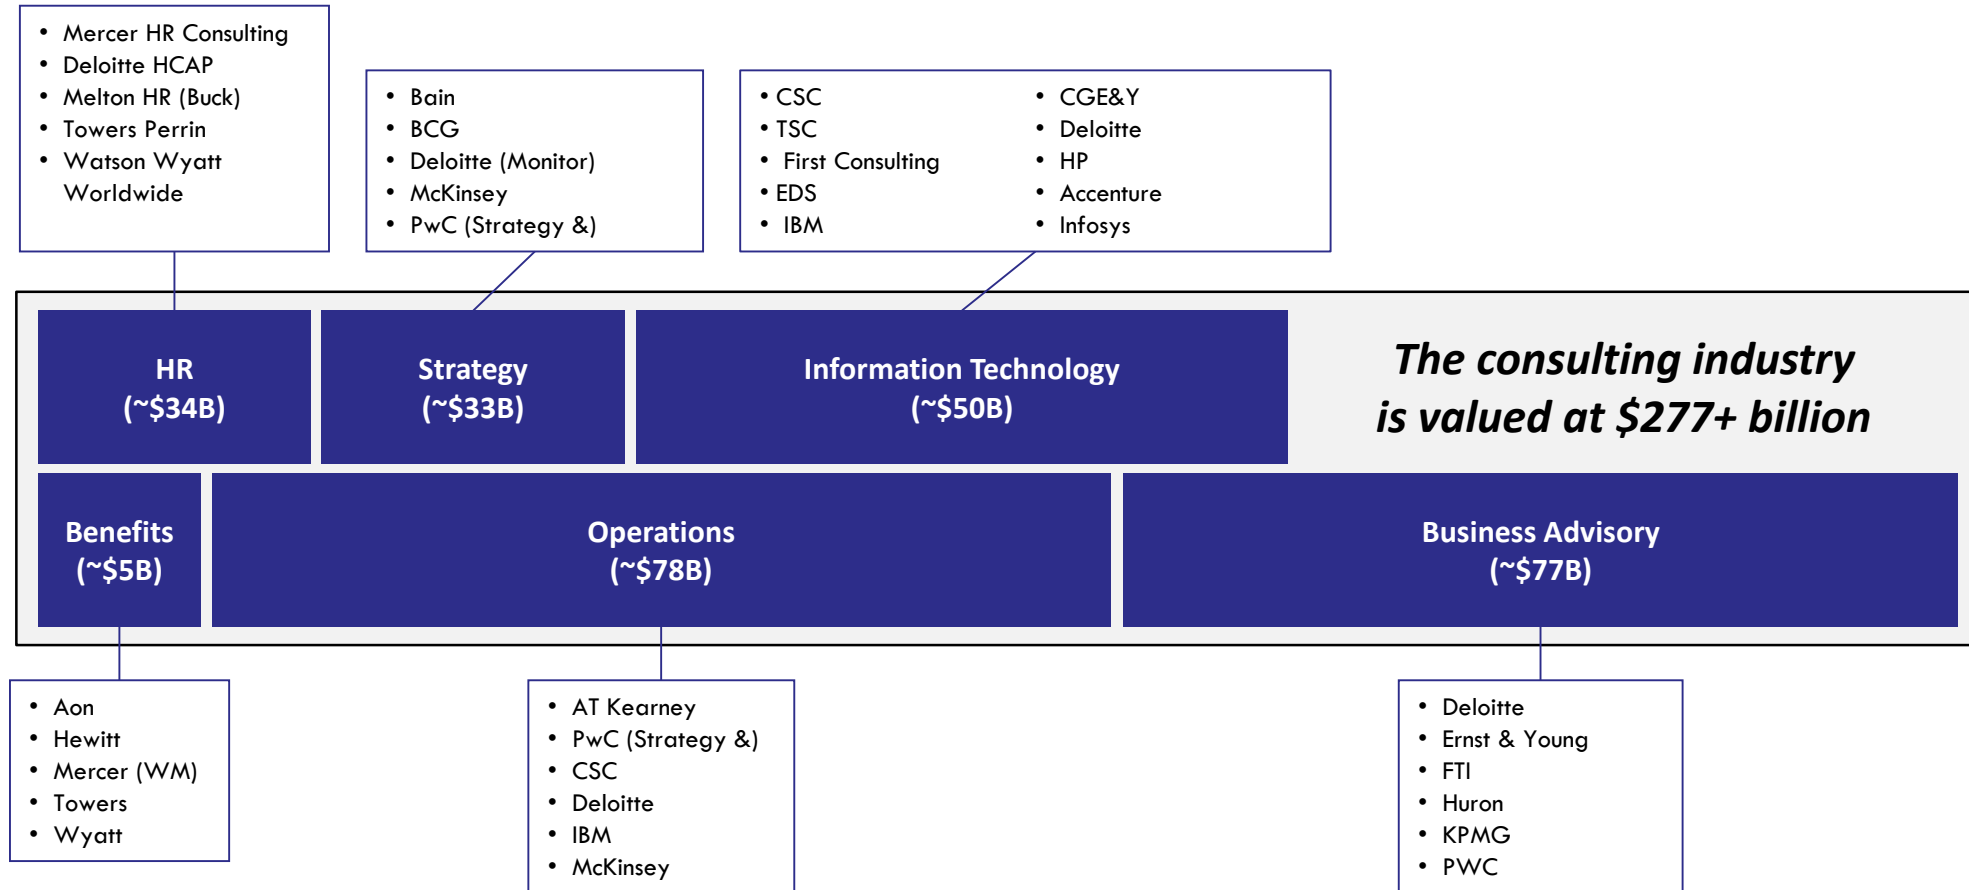 • Mercer HR Consulting
• Deloitte HCAP
• Melton HR (Buck)
• Towers Perrin
• Watson Wyatt
Worldwide
• Bain
• BCG
• Deloitte (Monitor)
• McKinsey
• PwC (Strategy &)
• CSC
• TSC
• First Consulting
• EDS
• IBM
• CGE&Y
• Deloitte
• HP
• Accenture
• Infosys
HR
(~$34B)
Strategy
(~$33B)
Information Technology
(~$50B)
The consulting industry
is valued at $277+ billion
Benefits
(~$5B)
Operations
(~$78B)
Business Advisory
(~$77B)
• Aon
• Hewitt
• Mercer (WM)
• Towers
• Wyatt
• AT Kearney
• PwC (Strategy &)
• CSC
• Deloitte
• IBM
• McKinsey
• Deloitte
• Ernst & Young
• FTI
• Huron
• KPMG
• PWC